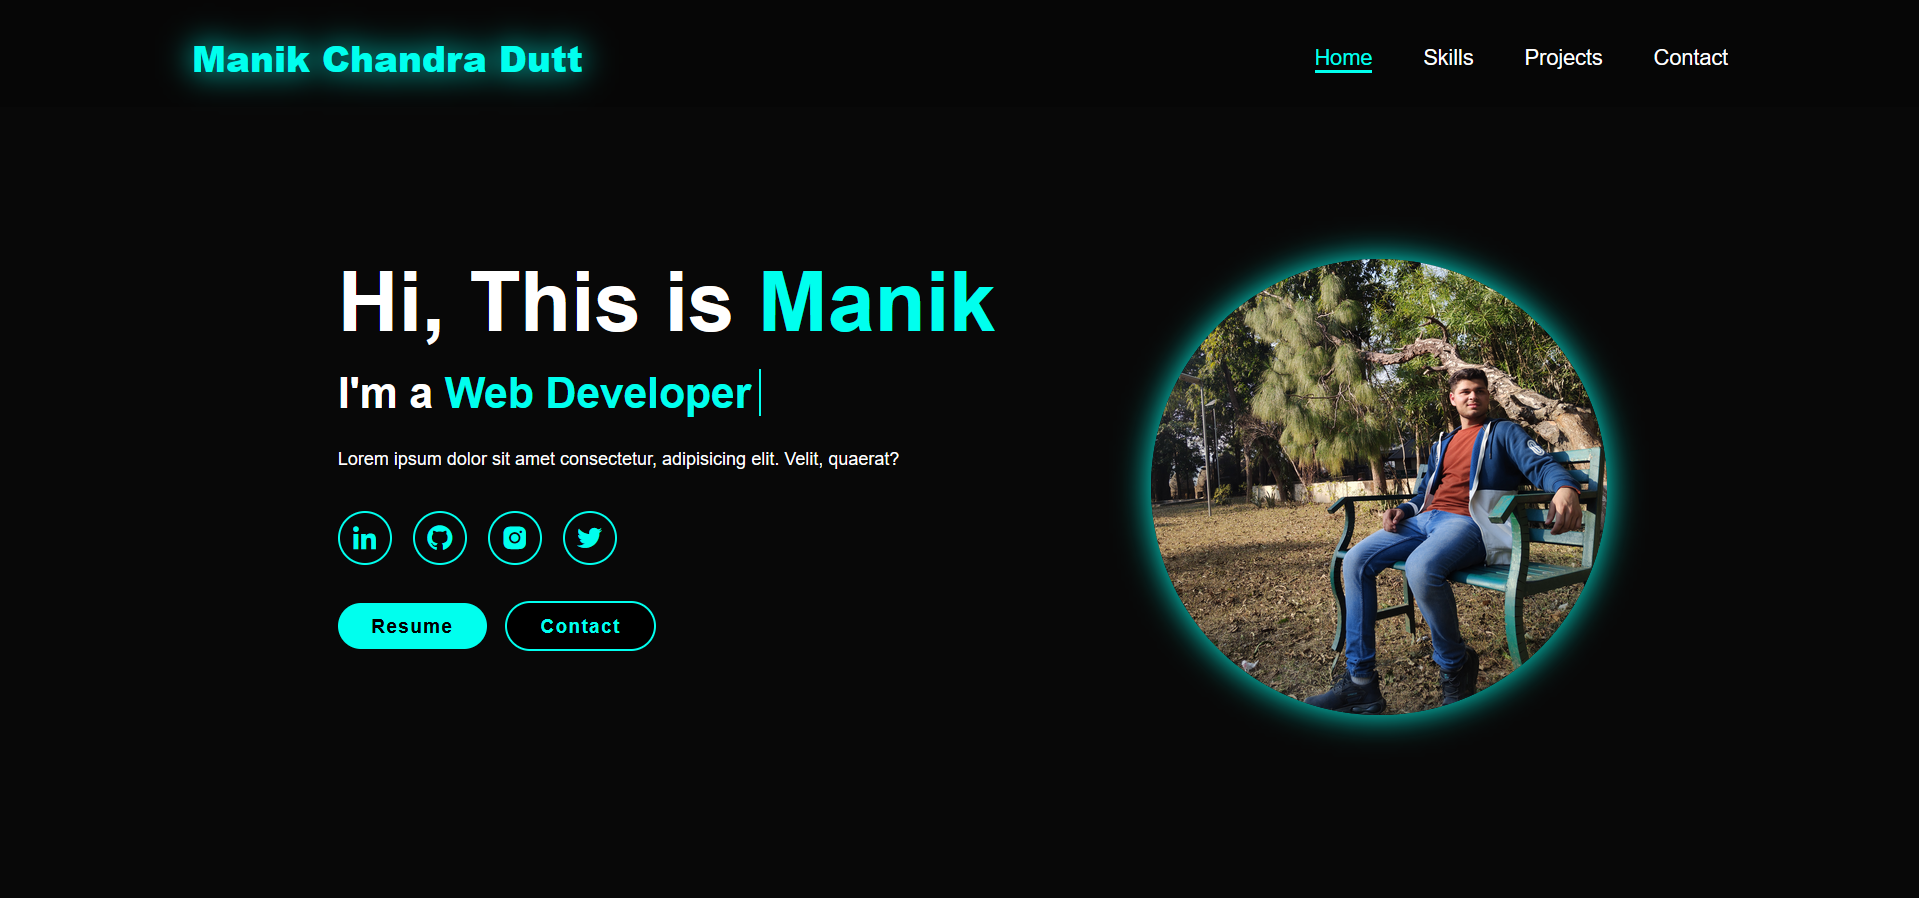 Manik Chandra Dutt
Home Skills Projects Contact
Hi, This is Manik
I'm a Web Developer
Lorem ipsum dolor sit amet consectetur, adipisicing elit. Velit, quaerat?
in
Resume Contact